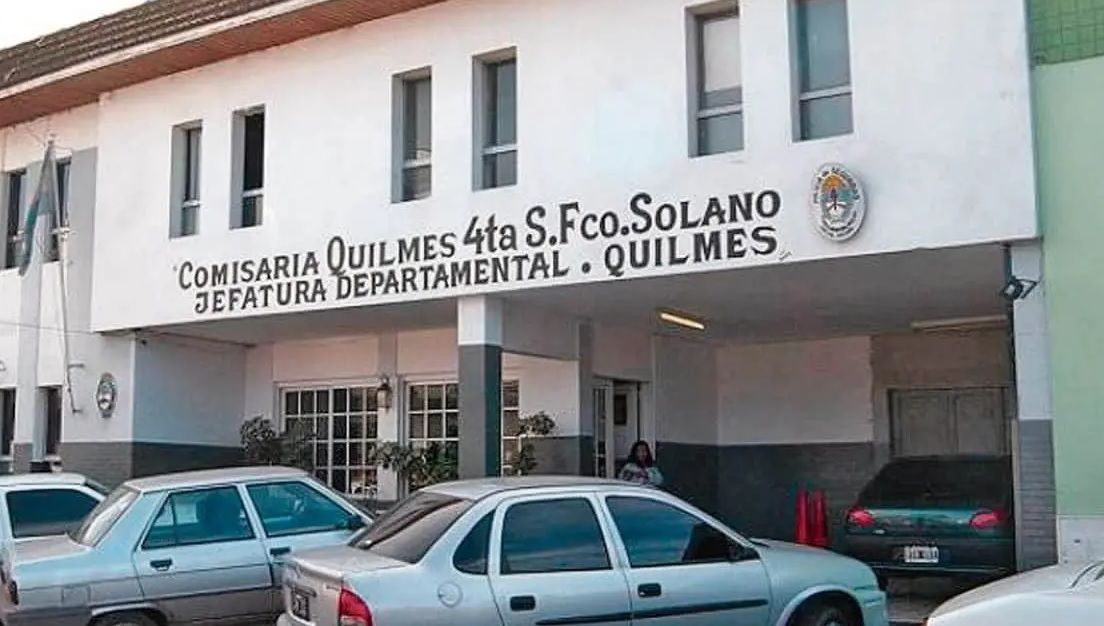 COMISARIA QUILMES 4ta S.Fco.SOLANO
JEFATURA DEPARTAMENTAL . QUILMES